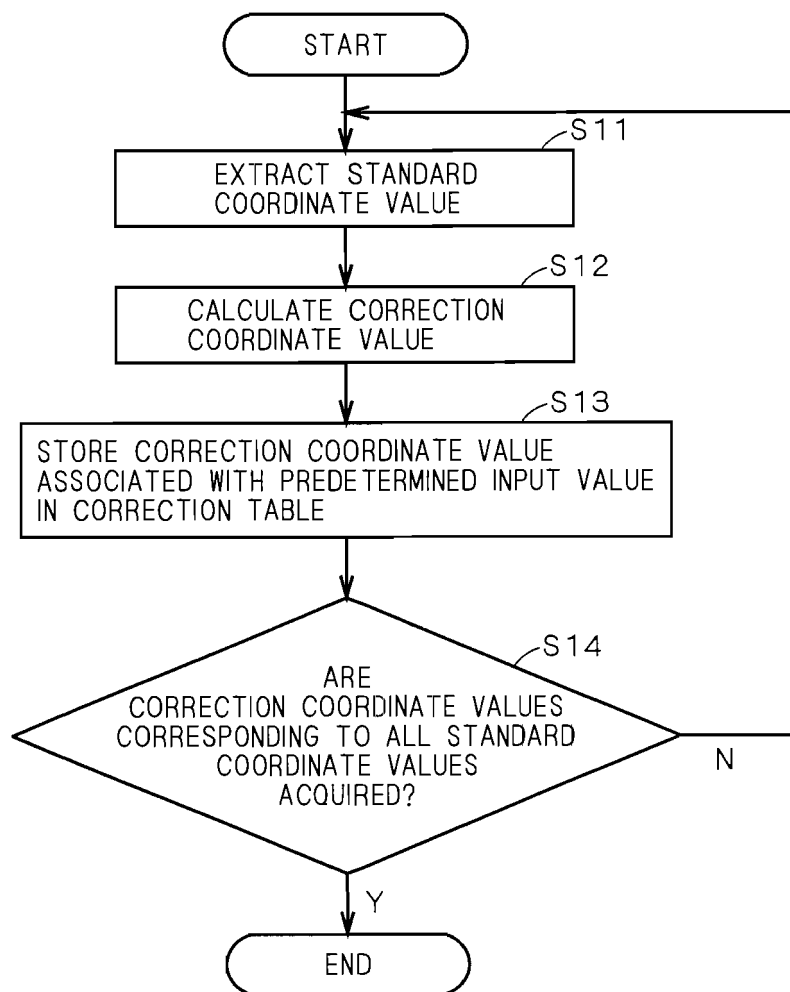 START
S11
EXTRACT STANDARD
COORDINATE VALUE
S12
CALCULATE CORRECTION
COORDINATE VALUE
S13
STORE CORRECTION COORDINATE VALUE
ASSOCIATED WITH PREDETERMINED INPUT VALUE
IN CORRECTION TABLE
S14
ARE
CORRECTION COORDINATE VALUES
CORRESPONDING TO ALL STANDARD
COORDINATE VALUES
ACQUIRED?
N
Y
END